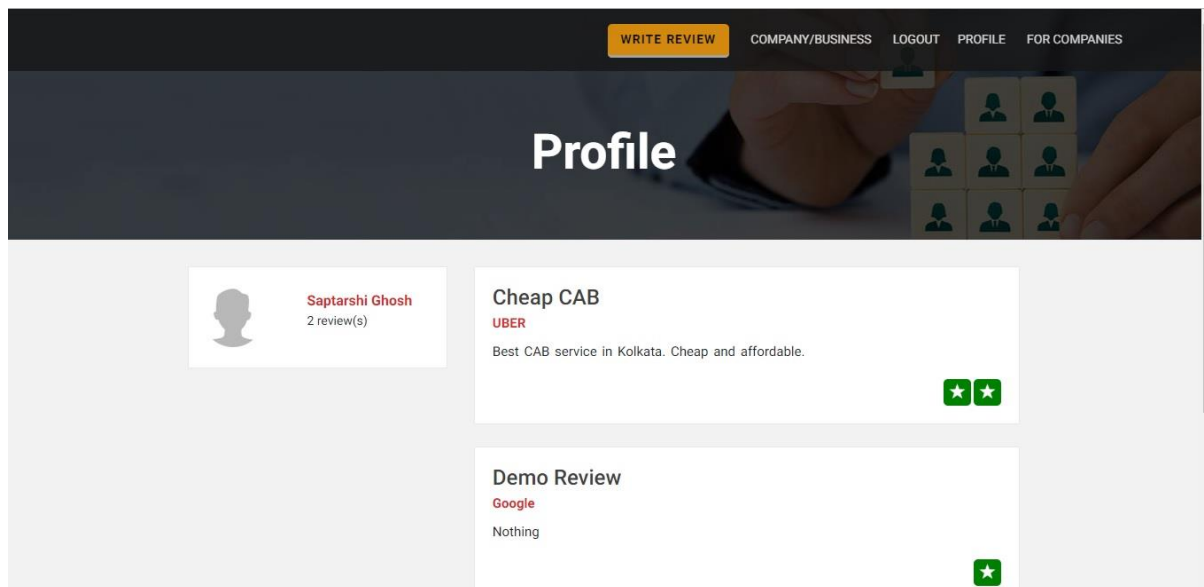 WRITE REVIEW COMPANY/BUSINESS LOGOUT PROFILE FOR COMPANIES
Profile
Saptarshi Ghosh
2 review(s)
Cheap CAB
UBER
Best CAB service in Kolkata. Cheap and affordable.
Demo Review
Google
Nothing